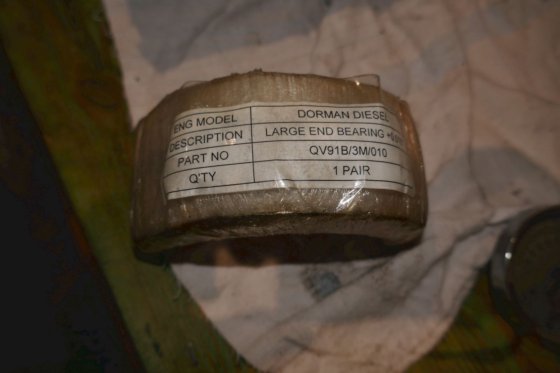 ENG MODEL DORMAN DIESEL
DESCRIPTION LARGE END BEARING
PART NO QV91B/3M/010
Q'TY 1 PAIR